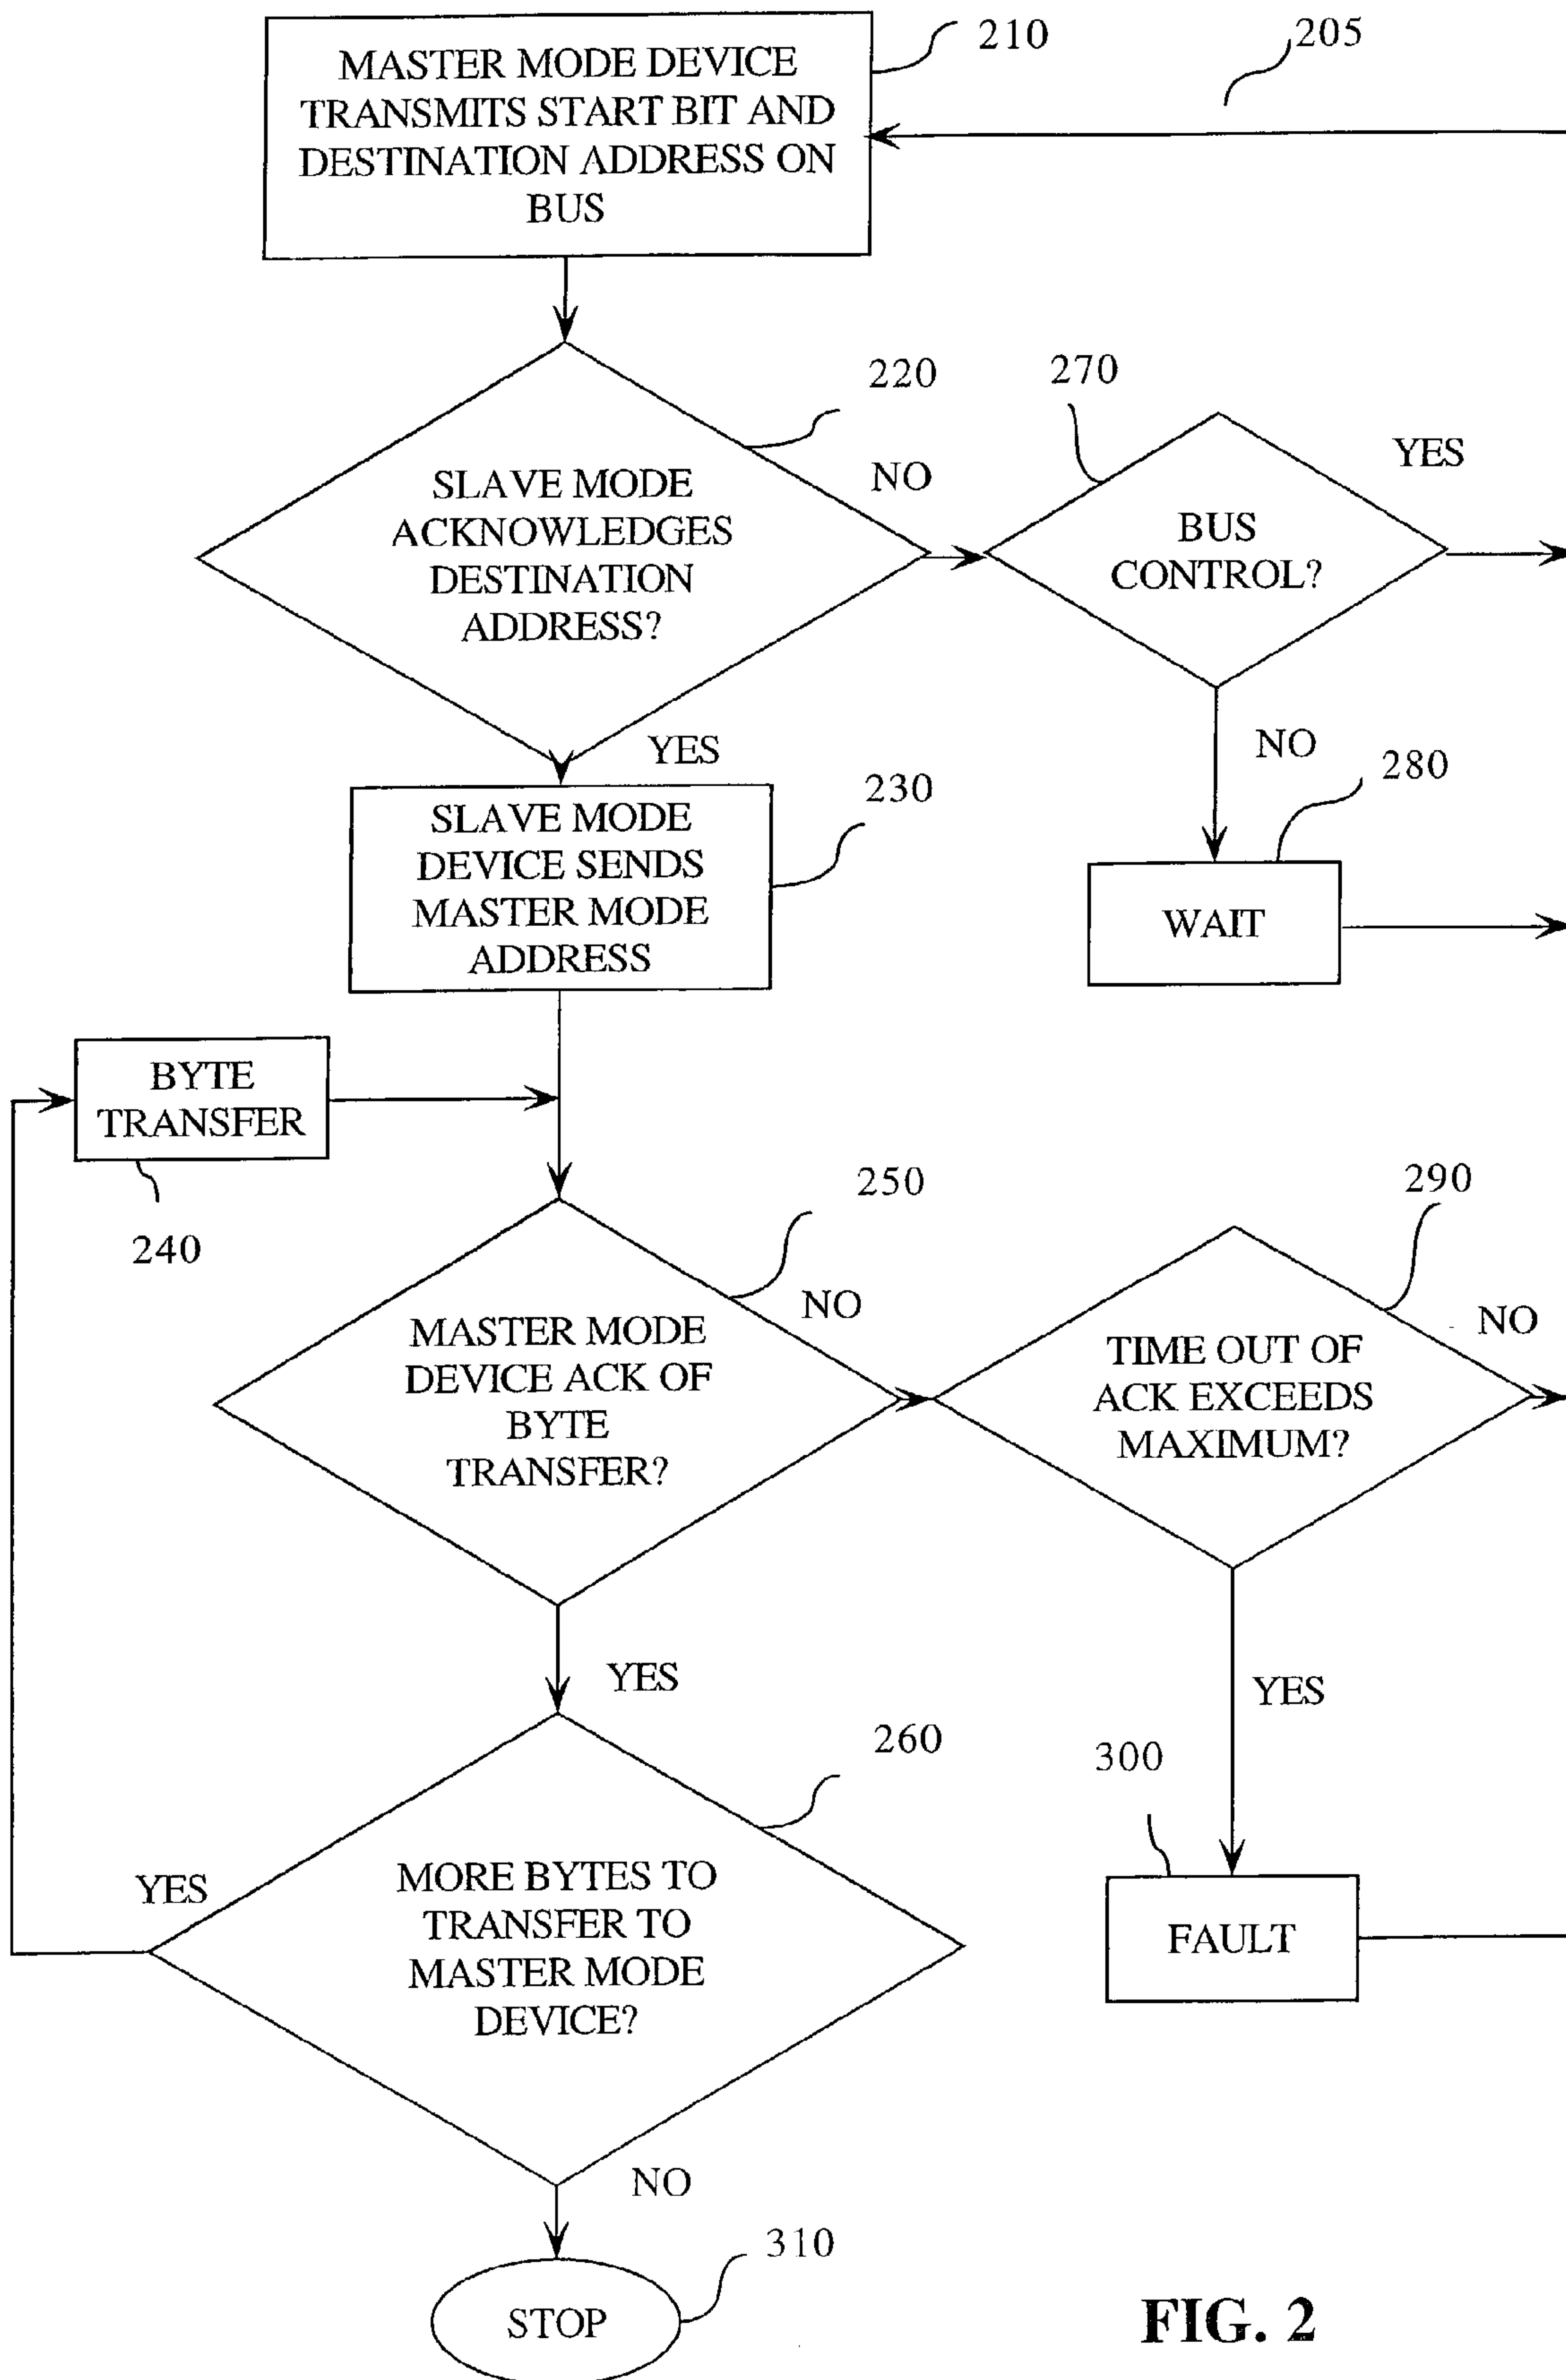 210
205
MASTER MODE DEVICE
TRANSMITS START BIT AND
DESTINATION ADDRESS ON
BUS
220
270
NO
YES
SLAVE MODE
ACKNOWLEDGES
DESTINATION
ADDRESS?
BUS
CONTROL?
YES
NO
280
230
SLAVE MODE
DEVICE SENDS
MASTER MODE
ADDRESS
WAIT
BYTE
TRANSFER
240
250
290
NO
NO
MASTER MODE
DEVICE ACK OF
BYTE
TRANSFER?
TIME OUT OF
ACK EXCEEDS
MAXIMUM?
YES
YES
260
300
YES
MORE BYTES TO
TRANSFER TO
MASTER MODE
DEVICE?
FAULT
NO
310
STOP
FIG. 2